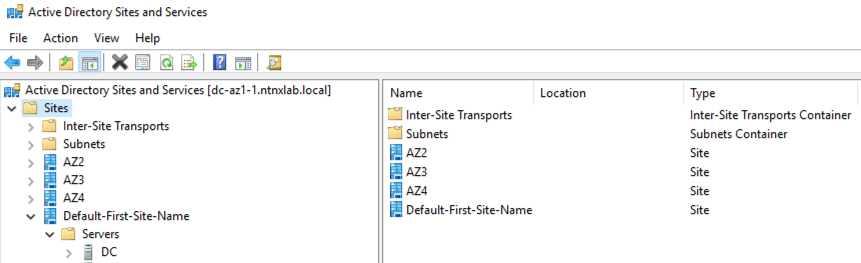 Active Directory Sites and Services
File Action View Help
Active Directory Sites and Services [dc-az1-1.ntnxlab.local]
Sites
Inter-Site Transports
Subnets
AZ2
AZ3
AZ4
Default-First-Site-Name
Servers
DC
Name Location Type
Inter-Site Transports Inter-Site Transports Container
Subnets Subnets Container
AZ2 Site
AZ3 Site
AZ4 Site
Default-First-Site-Name Site